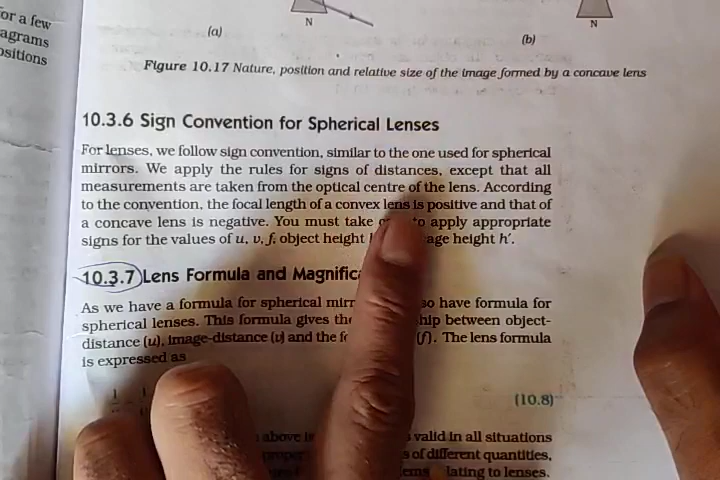 or a few
agrams
ositions
(a)
N
(b)
N
Figure 10.17 Nature, position and relative size of the image formed by a concave lens
10.3.6 Sign Convention for Spherical Lenses
For lenses, we follow sign convention, similar to the one used for spherical
mirrors. We apply the rules for signs of distances, except that all
measurements are taken from the optical centre of the lens. According
to the convention, the focal length of a convex lens is positive and that of
a concave lens is negative. You must take to apply appropriate
signs for the values of u, v, f, object height age height h′.
10.3.7 Lens Formula and Magnific
As we have a formula for spherical mirr so have formula for
spherical lenses. This formula gives the hip between object-
distance (u), image-distance (v) and the (f). The lens formula
is expressed as
(10.8)
above is valid in all situations
proper s of different quantities,
ems lating to lenses.